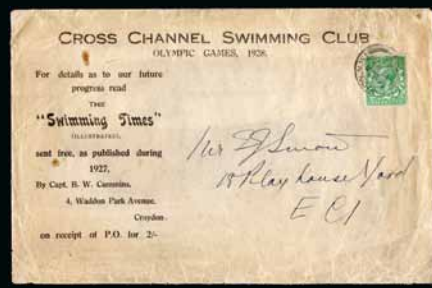 CROSS CHANNEL SWIMMING CLUB
OLYMPIC GAMES, 1928.
For details as to our future
progress read
THE
"Swimming Times"
(ILLUSTRATED),
sent free, as published during
1927,
By Capt. B. W. Cummins,
4, Waddon Park Avenue,
Croydon.
on receipt of P.O. for 2/-
Mr
18 Playhouse Yard
E C 1